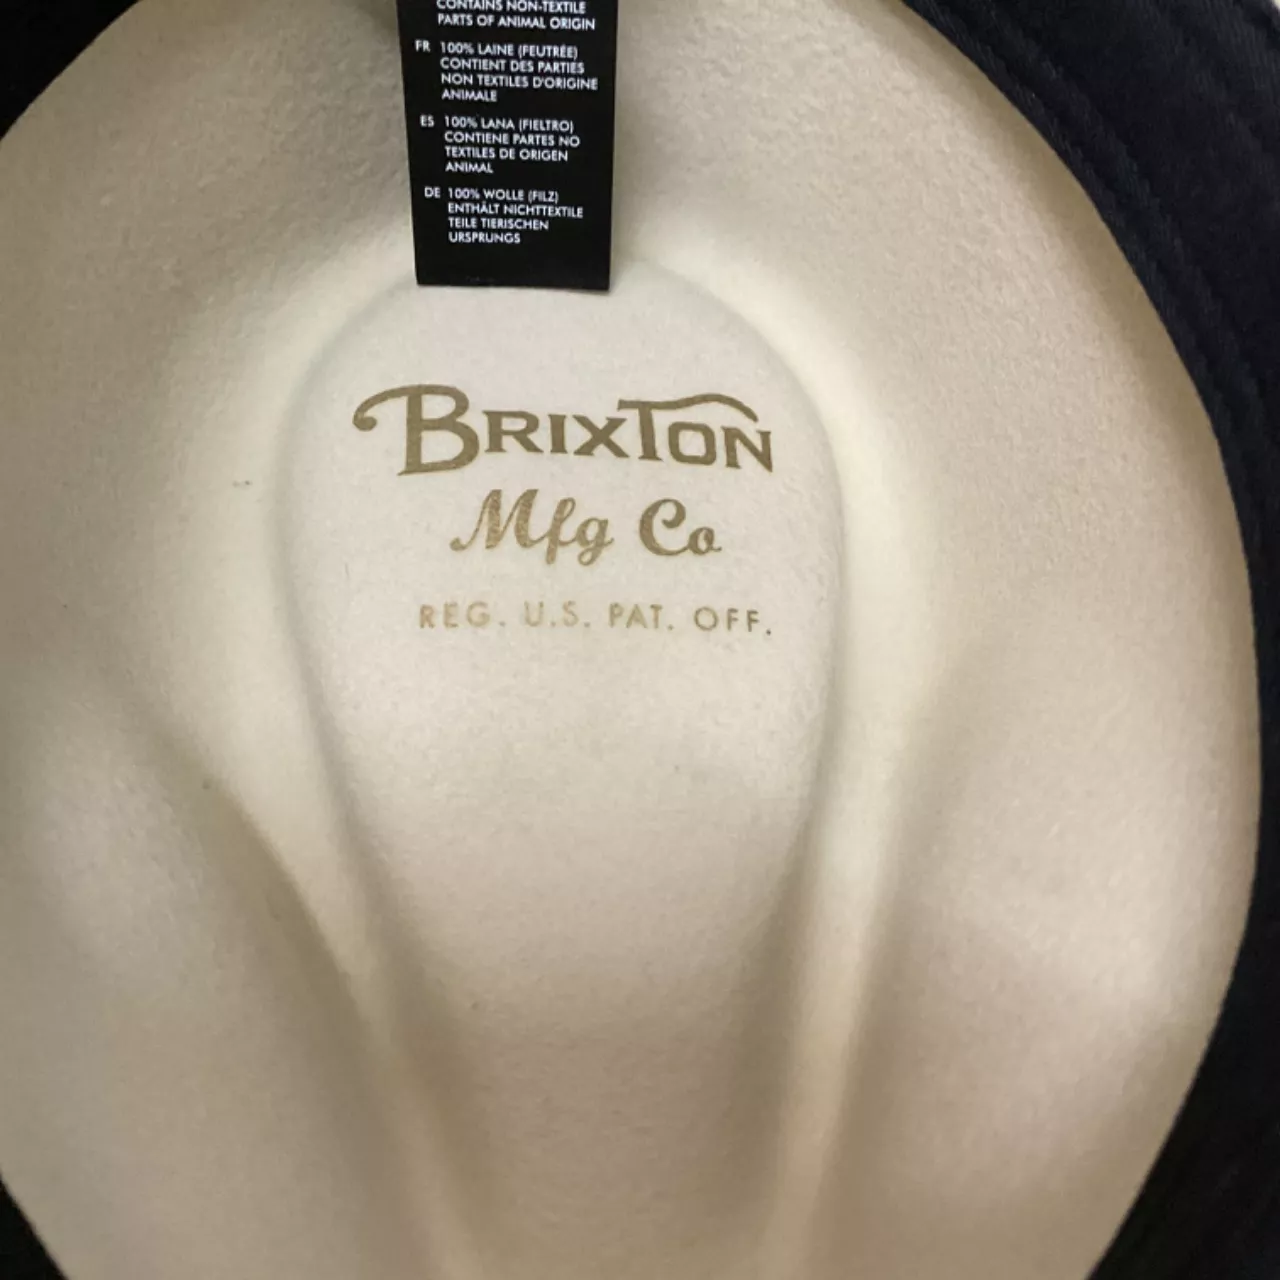 CONTAINS NON-TEXTILE
PARTS OF ANIMAL ORIGIN
FR 100% LAINE (FEUTRÉE)
CONTIENT DES PARTIES
NON TEXTILES D'ORIGINE
ANIMALE
ES 100% LANA (FIELTRO)
CONTIENE PARTES NO
TEXTILES DE ORIGEN
ANIMAL
DE 100% WOLLE (FILZ)
ENTHÄLT NICHTTEXTILE
TEILE TIERISCHEN
URSPRUNGS
BRIXTON
Mfg Co
REG. U.S. PAT. OFF.